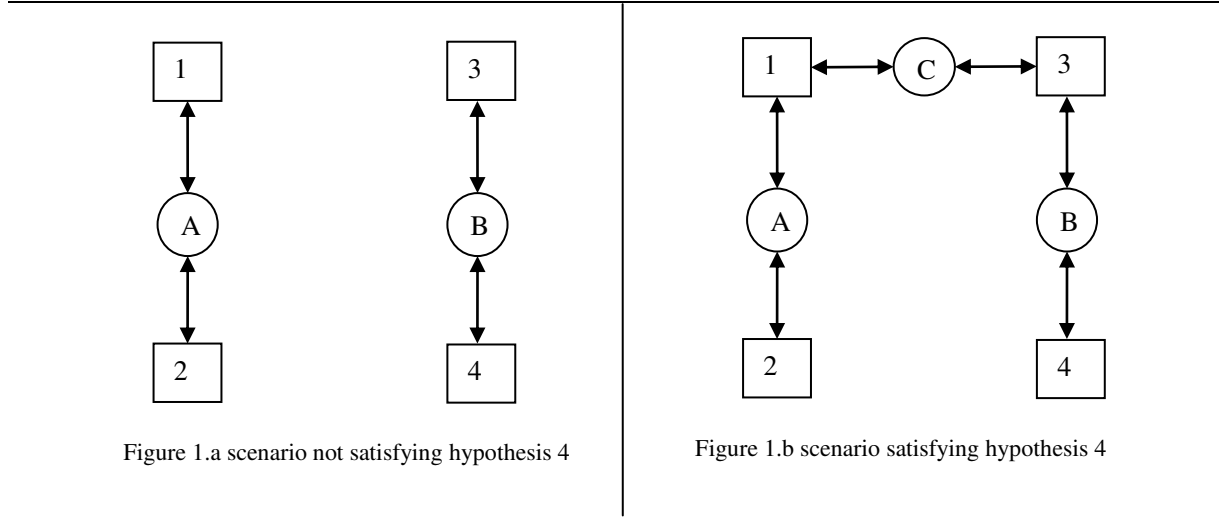 1
3
A
B
2
4
Figure 1.a scenario not satisfying hypothesis 4
1
C
3
A
B
2
4
Figure 1.b scenario satisfying hypothesis 4